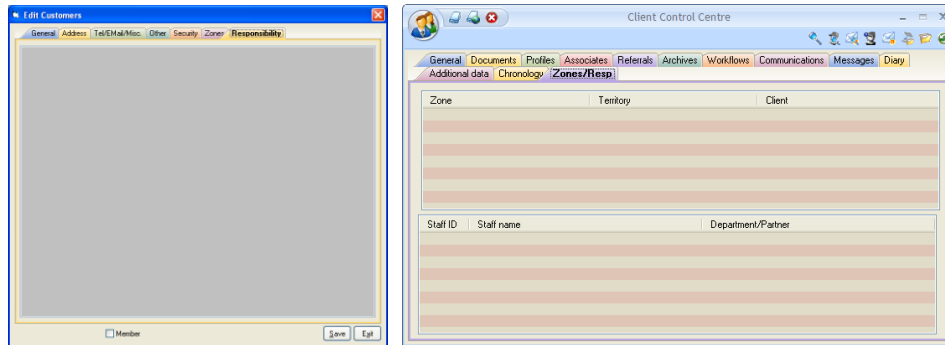 Edit Customers
General Address Tel/EMail/Misc. Other Security Zones Responsibility
Member Save Exit
Client Control Centre
General Documents Profiles Associates Referrals Archives Workflows Communications Messages Diary
Additional data Chronology Zones/Resp
Zone Territory Client
Staff ID Staff name Department/Partner